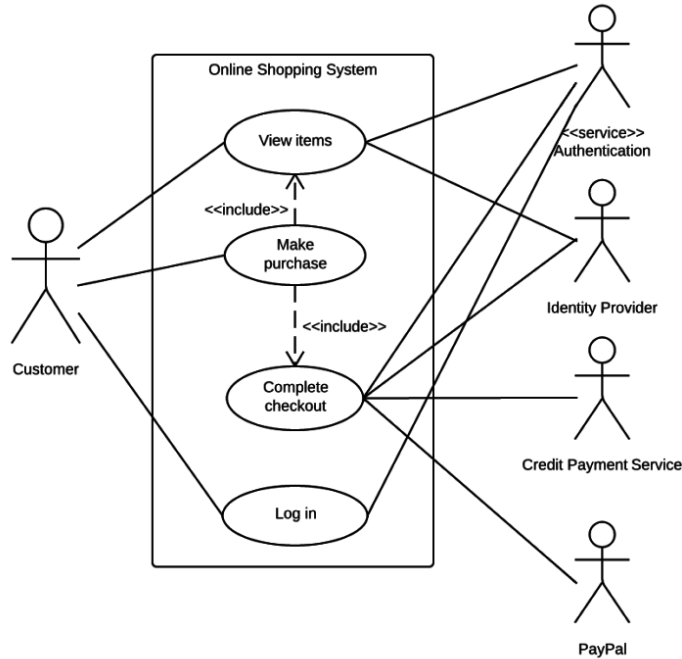 Online Shopping System
View items
<<service>>
Authentication
<<include>>
Make
purchase
Identity Provider
<<include>>
Customer
Complete
checkout
Credit Payment Service
Log in
PayPal